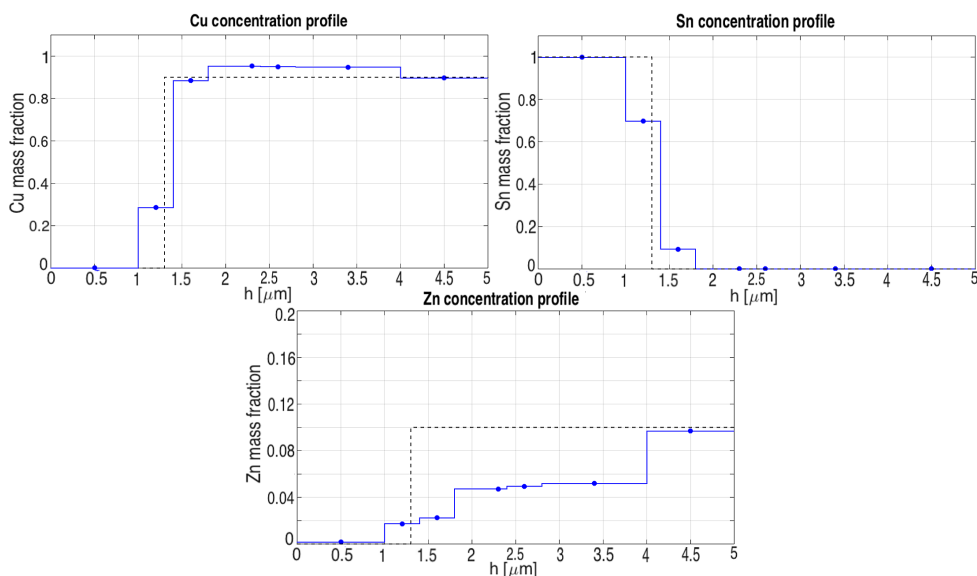 Cu concentration profile
Cu mass fraction
1
0.8
0.6
0.4
0.2
0
0 0.5 1 1.5 2 2.5 3 3.5 4 4.5 5
h [μm]
Sn concentration profile
Sn mass fraction
1
0.8
0.6
0.4
0.2
0
0 0.5 1 1.5 2 2.5 3 3.5 4 4.5 5
h [μm]
Zn concentration profile
Zn mass fraction
0.2
0.16
0.12
0.08
0.04
0
0 0.5 1 1.5 2 2.5 3 3.5 4 4.5 5
h [μm]